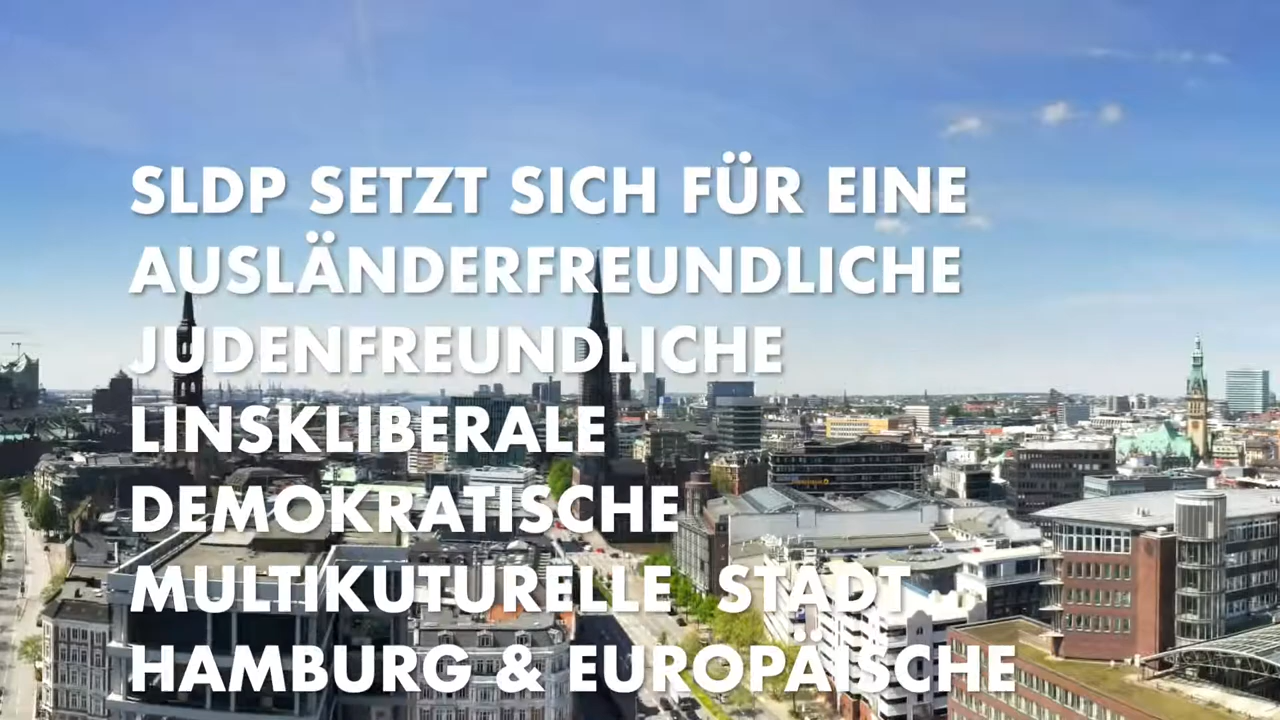 SLDP SETZT SICH FÜR EINE
AUSLÄNDERFREUNDLICHE
JUDENFREUNDLICHE
LINSKLIBERALE
DEMOKRATISCHE
MULTIKUTURELLE STADT
HAMBURG & EUROPÄISCHE